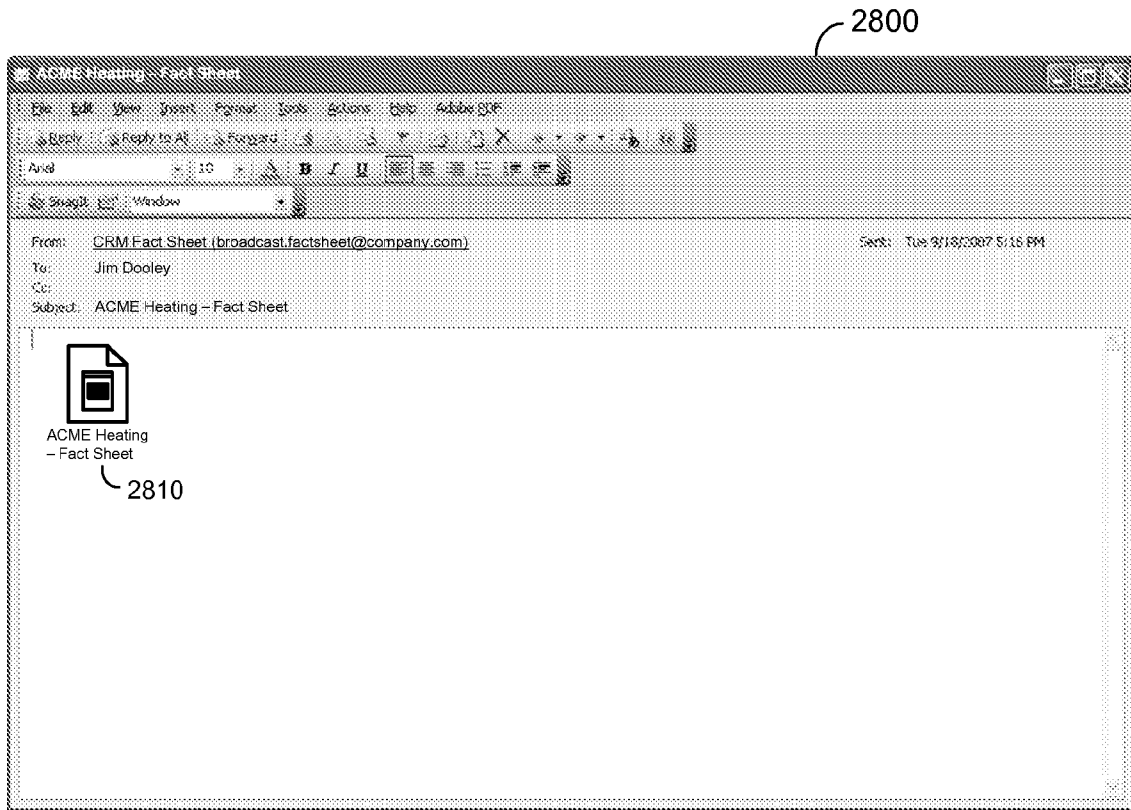 2800
ACME Heating - Fact Sheet
File Edit View Insert Format Tools Actions Help Adobe PDF
Reply Reply to All Forward
Arial 10 A B I U
SnagIt Window
From: CRM Fact Sheet (broadcast.factsheet@company.com) Sent: Tue 9/18/2007 5:16 PM
To: Jim Dooley
Cc:
Subject: ACME Heating – Fact Sheet
ACME Heating
– Fact Sheet
2810